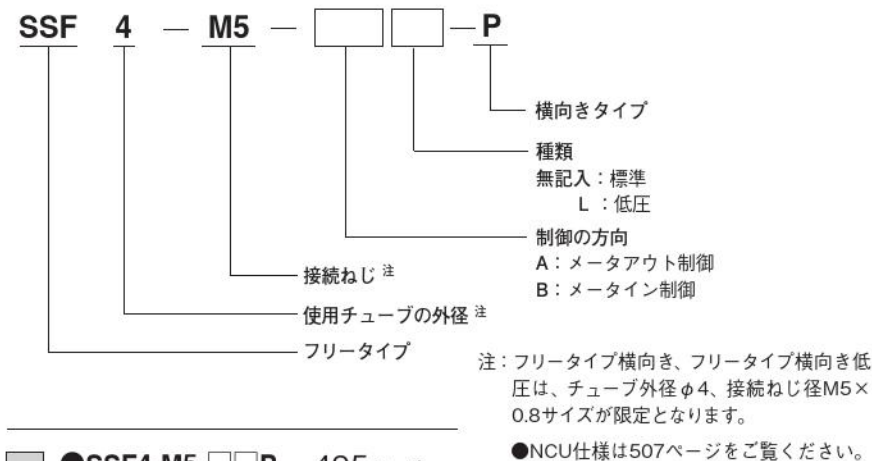 SSF 4 — M5 — □ □ — P
横向きタイプ
種類
無記入：標準
L ：低圧
制御の方向
A：メータアウト制御
B：メータイン制御
接続ねじ 注
使用チューブの外径 注
フリータイプ
注：フリータイプ横向き、フリータイプ横向き低
圧は、チューブ外径φ4、接続ねじ径M5×
0.8サイズが限定となります。
●NCU仕様は507ページをご覧ください。